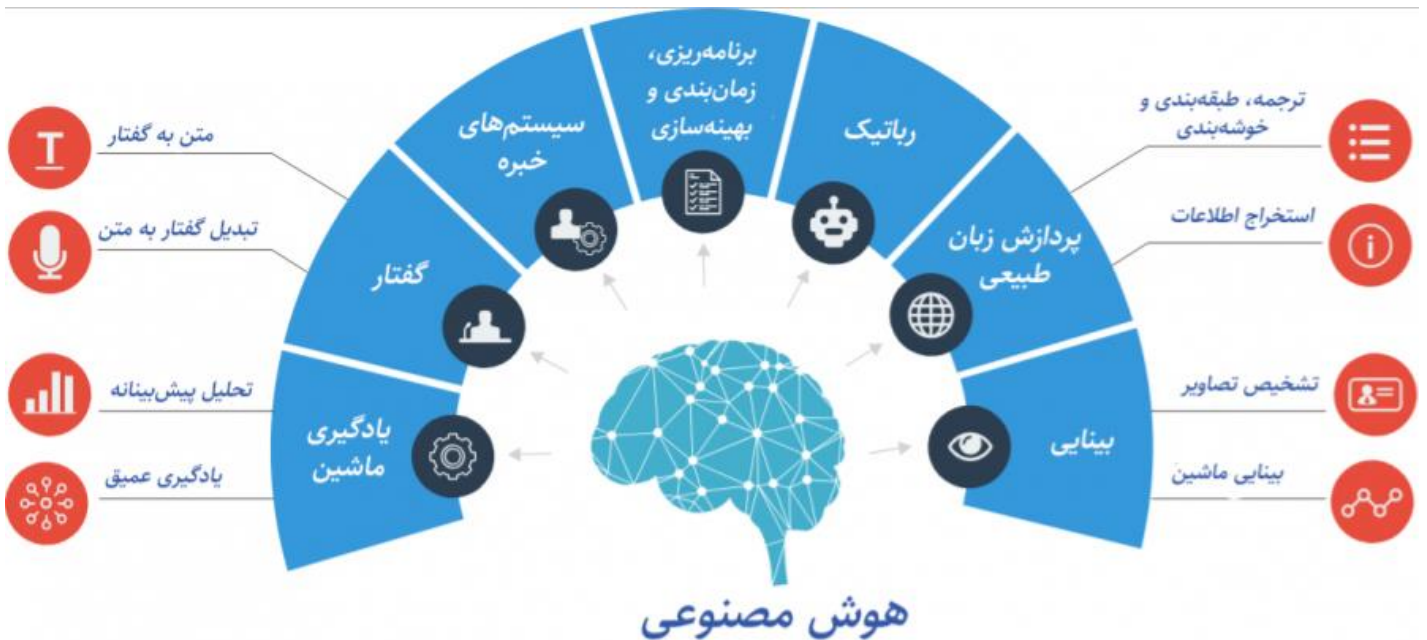 برنامه‌ریزی،
زمان‌بندی و
بهینه‌سازی
رباتیک
سیستم‌های
خبره
ترجمه، طبقه‌بندی و
خوشه‌بندی
متن به گفتار
T
استخراج اطلاعات
i
تبدیل گفتار به متن
پردازش زبان
طبیعی
گفتار
تشخیص تصاویر
تحلیل پیش‌بینانه
بینایی
یادگیری
ماشین
بینایی ماشین
یادگیری عمیق
هوش مصنوعی